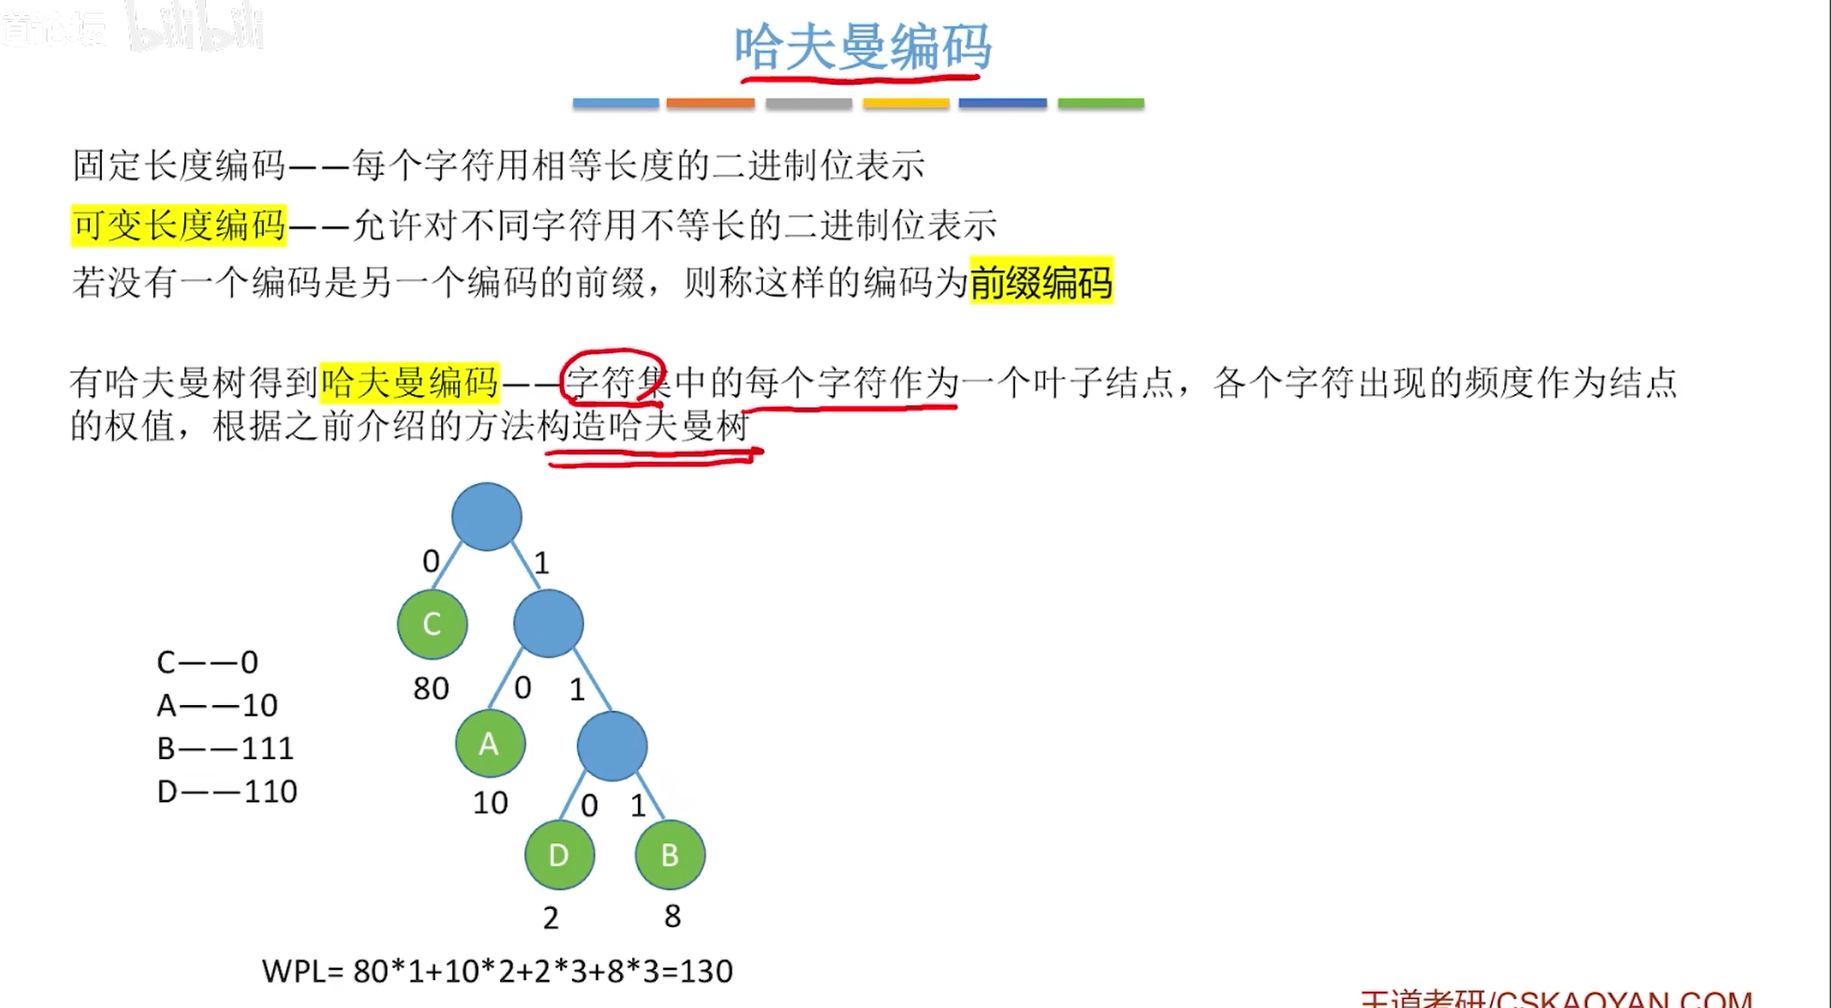 bilibili
哈夫曼编码
固定长度编码——每个字符用相等长度的二进制位表示
可变长度编码——允许对不同字符用不等长的二进制位表示
若没有一个编码是另一个编码的前缀，则称这样的编码为前缀编码
有哈夫曼树得到哈夫曼编码——字符集中的每个字符作为一个叶子结点，各个字符出现的频度作为结点
的权值，根据之前介绍的方法构造哈夫曼树
0 1
C
80
0 1
C——0
A——10
B——111
D——110
A
10
0 1
D B
2 8
WPL= 80*1+10*2+2*3+8*3=130
王道考研/CSKAOYAN.COM